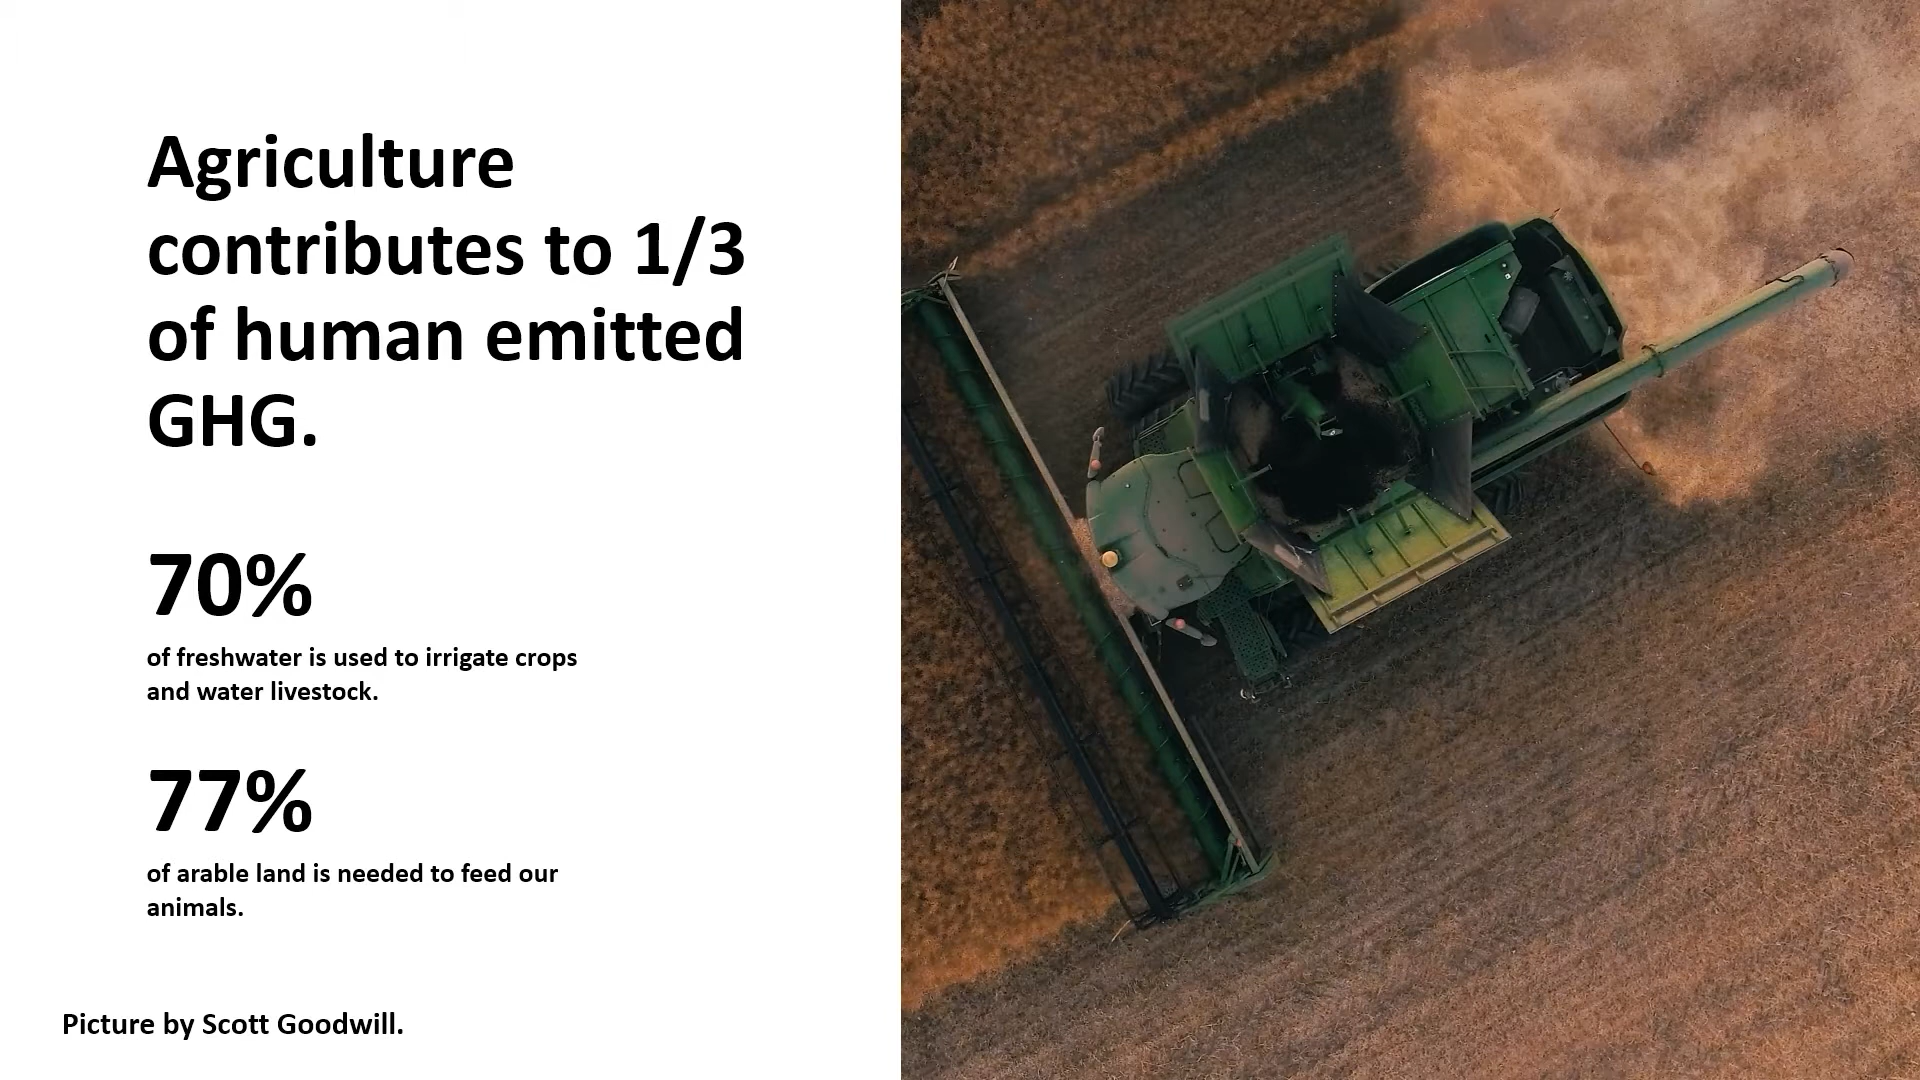 Agriculture
contributes to 1/3
of human emitted
GHG.
70%
of freshwater is used to irrigate crops
and water livestock.
77%
of arable land is needed to feed our
animals.
Picture by Scott Goodwill.